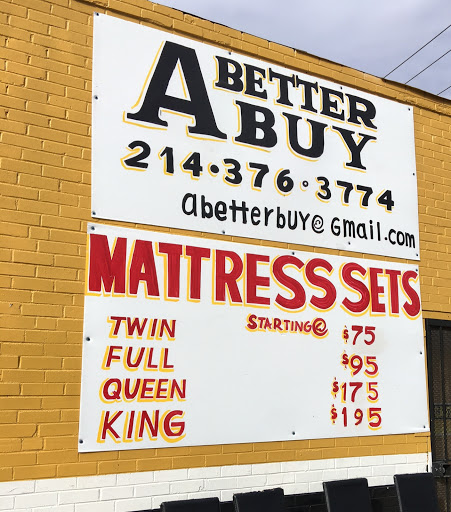 A BETTER
BUY
214·376·3774
abetterbuy@gmail.com
MATTRESS SETS
STARTING@
TWIN $75
FULL $95
QUEEN $175
KING $195